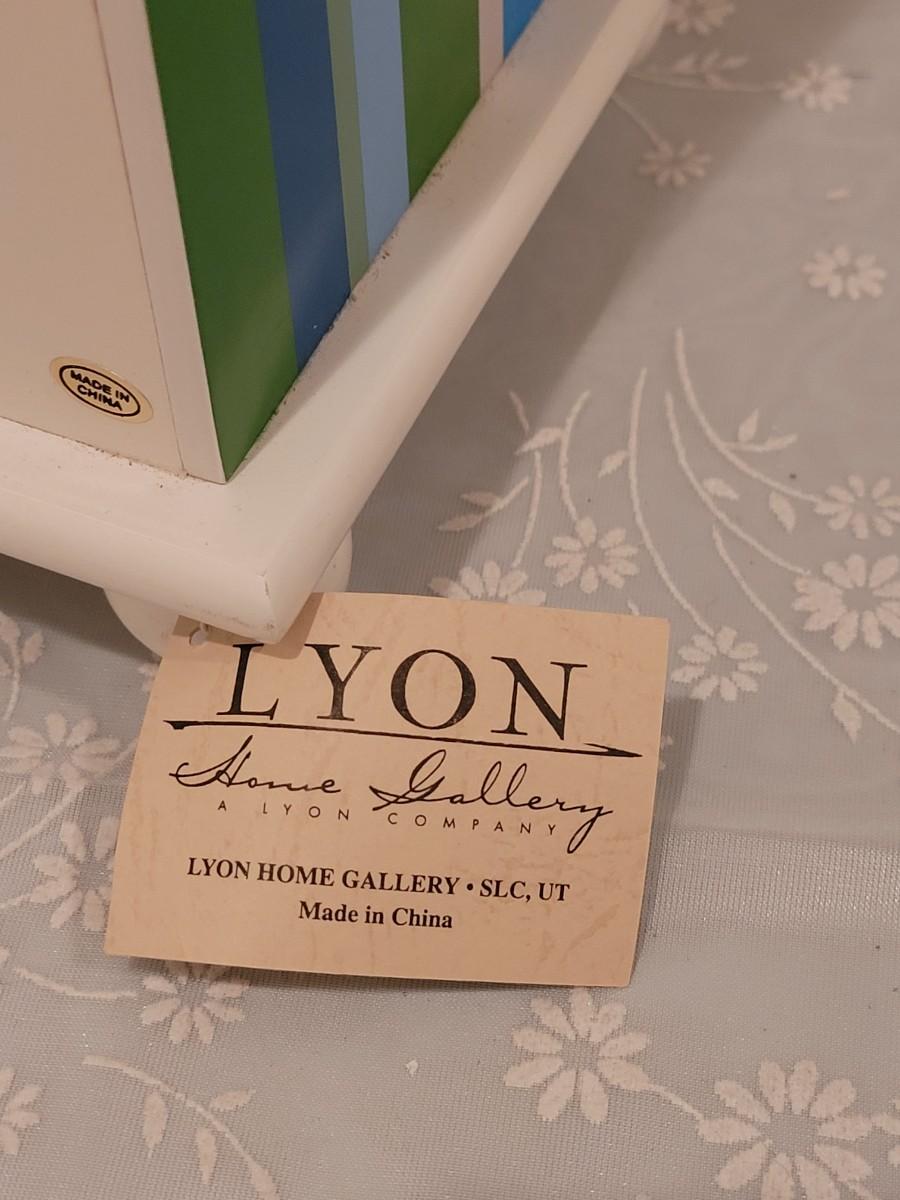 MADE IN
CHINA
LYON
Home Gallery
A LYON COMPANY
LYON HOME GALLERY • SLC, UT
Made in China